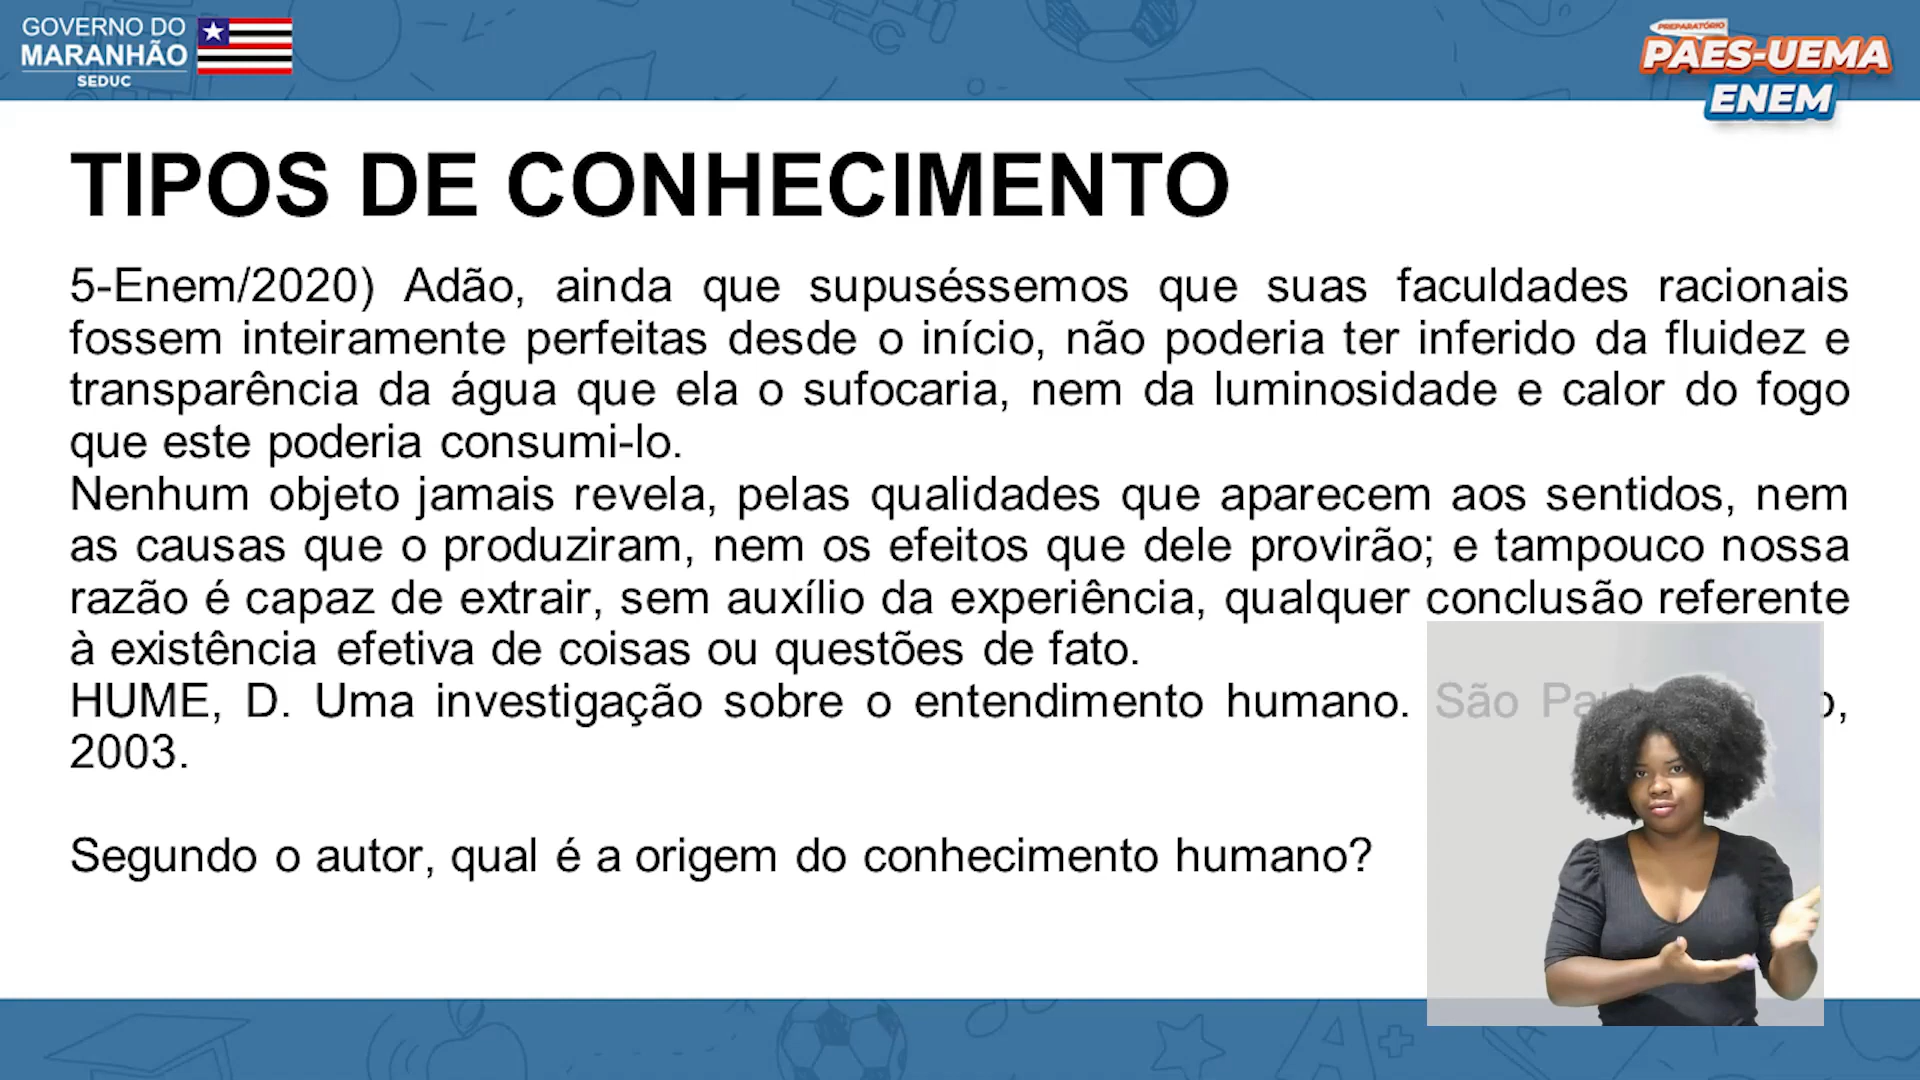 GOVERNO DO
MARANHÃO
SEDUC
PREPARATÓRIO
PAES-UEMA
ENEM
TIPOS DE CONHECIMENTO
5-Enem/2020) Adão, ainda que supuséssemos que suas faculdades racionais
fossem inteiramente perfeitas desde o início, não poderia ter inferido da fluidez e
transparência da água que ela o sufocaria, nem da luminosidade e calor do fogo
que este poderia consumi-lo.
Nenhum objeto jamais revela, pelas qualidades que aparecem aos sentidos, nem
as causas que o produziram, nem os efeitos que dele provirão; e tampouco nossa
razão é capaz de extrair, sem auxílio da experiência, qualquer conclusão referente
à existência efetiva de coisas ou questões de fato.
HUME, D. Uma investigação sobre o entendimento humano. São
2003.
Segundo o autor, qual é a origem do conhecimento humano?